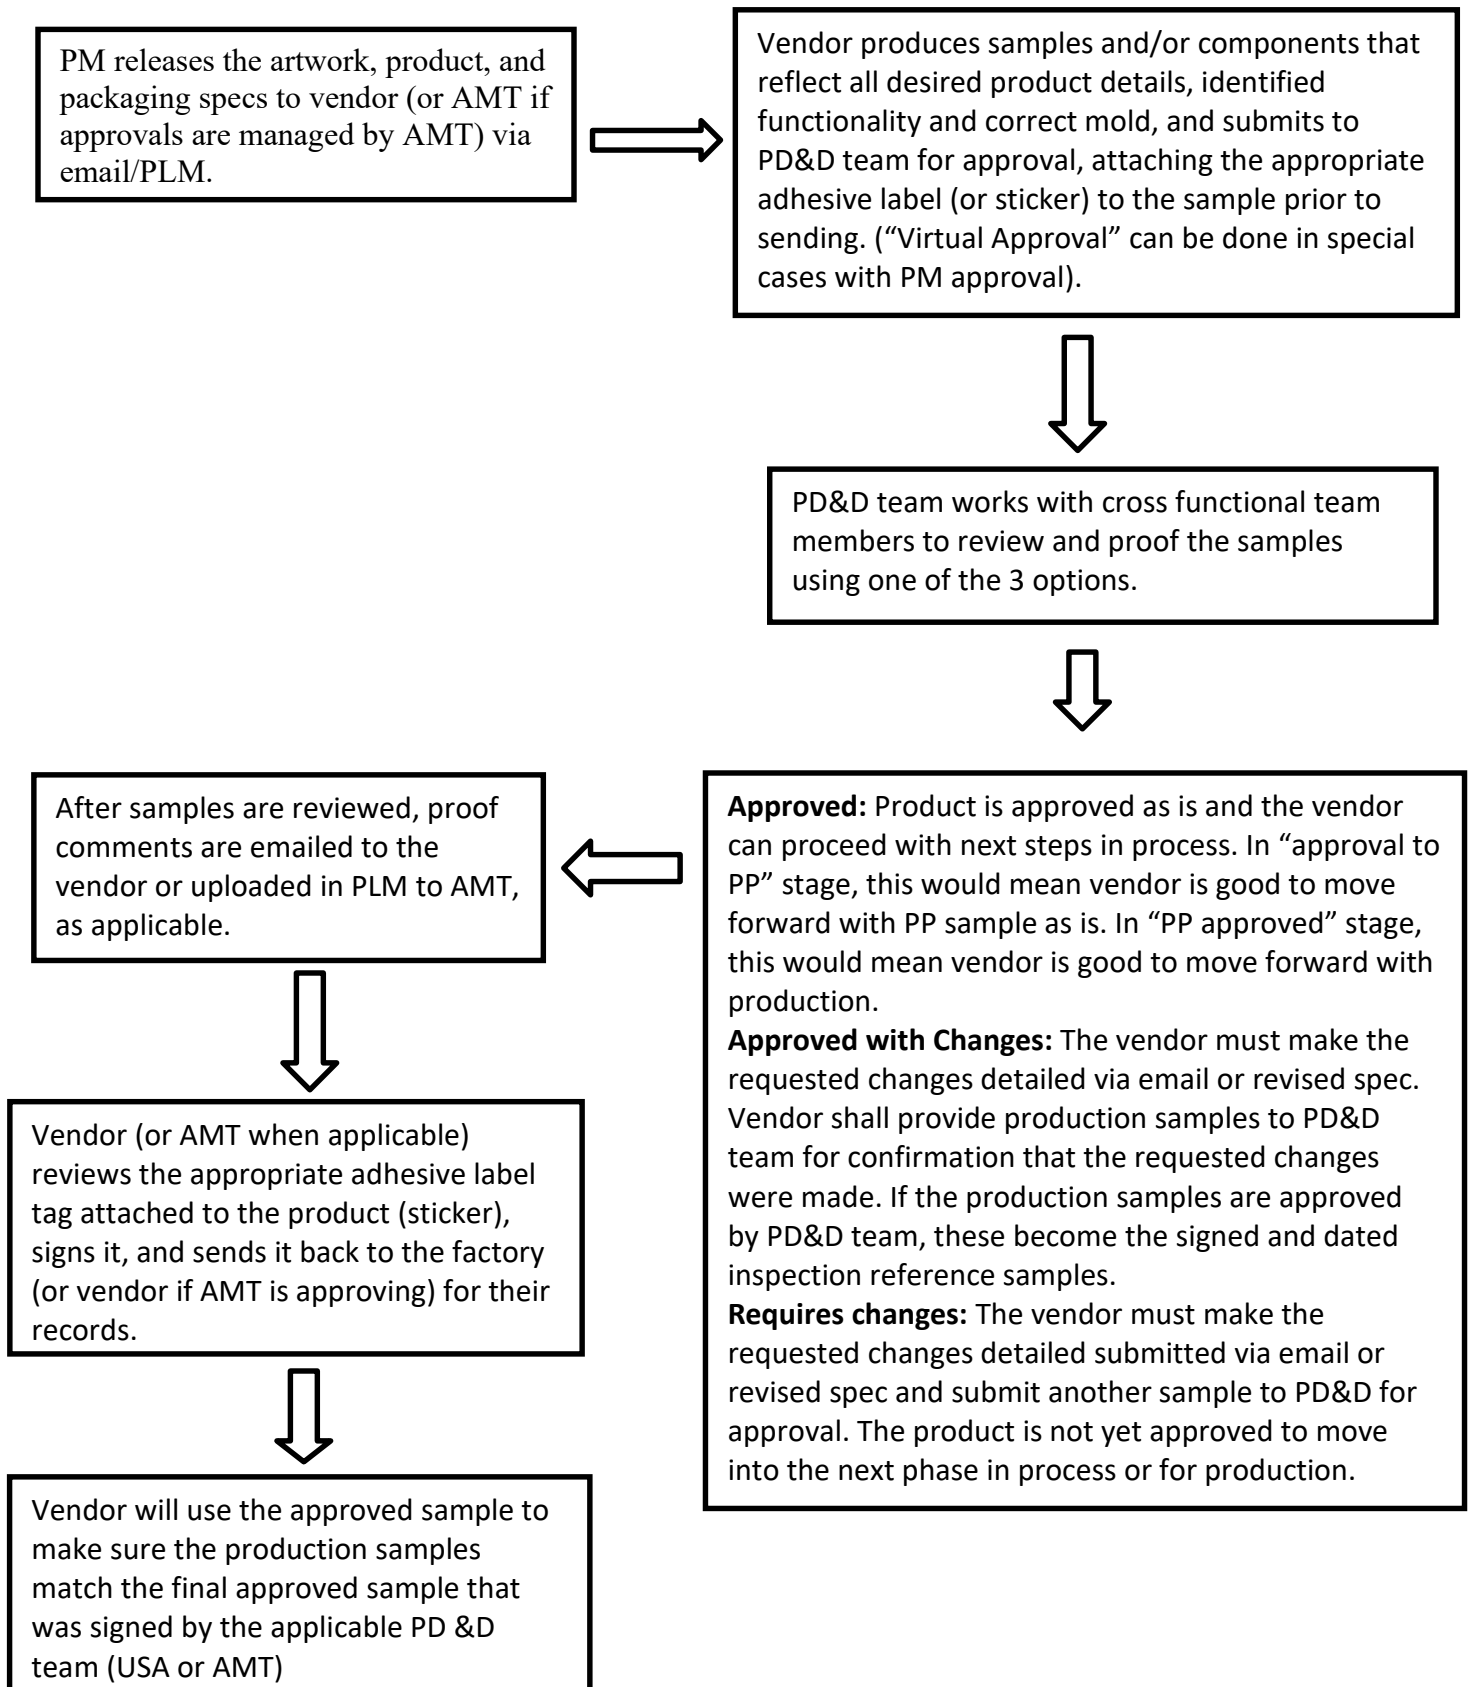 PM releases the artwork, product, and
packaging specs to vendor (or AMT if
approvals are managed by AMT) via
email/PLM.
Vendor produces samples and/or components that
reflect all desired product details, identified
functionality and correct mold, and submits to
PD&D team for approval, attaching the appropriate
adhesive label (or sticker) to the sample prior to
sending. (“Virtual Approval” can be done in special
cases with PM approval).
PD&D team works with cross functional team
members to review and proof the samples
using one of the 3 options.
Approved: Product is approved as is and the vendor
can proceed with next steps in process. In “approval to
PP” stage, this would mean vendor is good to move
forward with PP sample as is. In “PP approved” stage,
this would mean vendor is good to move forward with
production.
Approved with Changes: The vendor must make the
requested changes detailed via email or revised spec.
Vendor shall provide production samples to PD&D
team for confirmation that the requested changes
were made. If the production samples are approved
by PD&D team, these become the signed and dated
inspection reference samples.
Requires changes: The vendor must make the
requested changes detailed submitted via email or
revised spec and submit another sample to PD&D for
approval. The product is not yet approved to move
into the next phase in process or for production.
After samples are reviewed, proof
comments are emailed to the
vendor or uploaded in PLM to AMT,
as applicable.
Vendor (or AMT when applicable)
reviews the appropriate adhesive label
tag attached to the product (sticker),
signs it, and sends it back to the factory
(or vendor if AMT is approving) for their
records.
Vendor will use the approved sample to
make sure the production samples
match the final approved sample that
was signed by the applicable PD &D
team (USA or AMT)